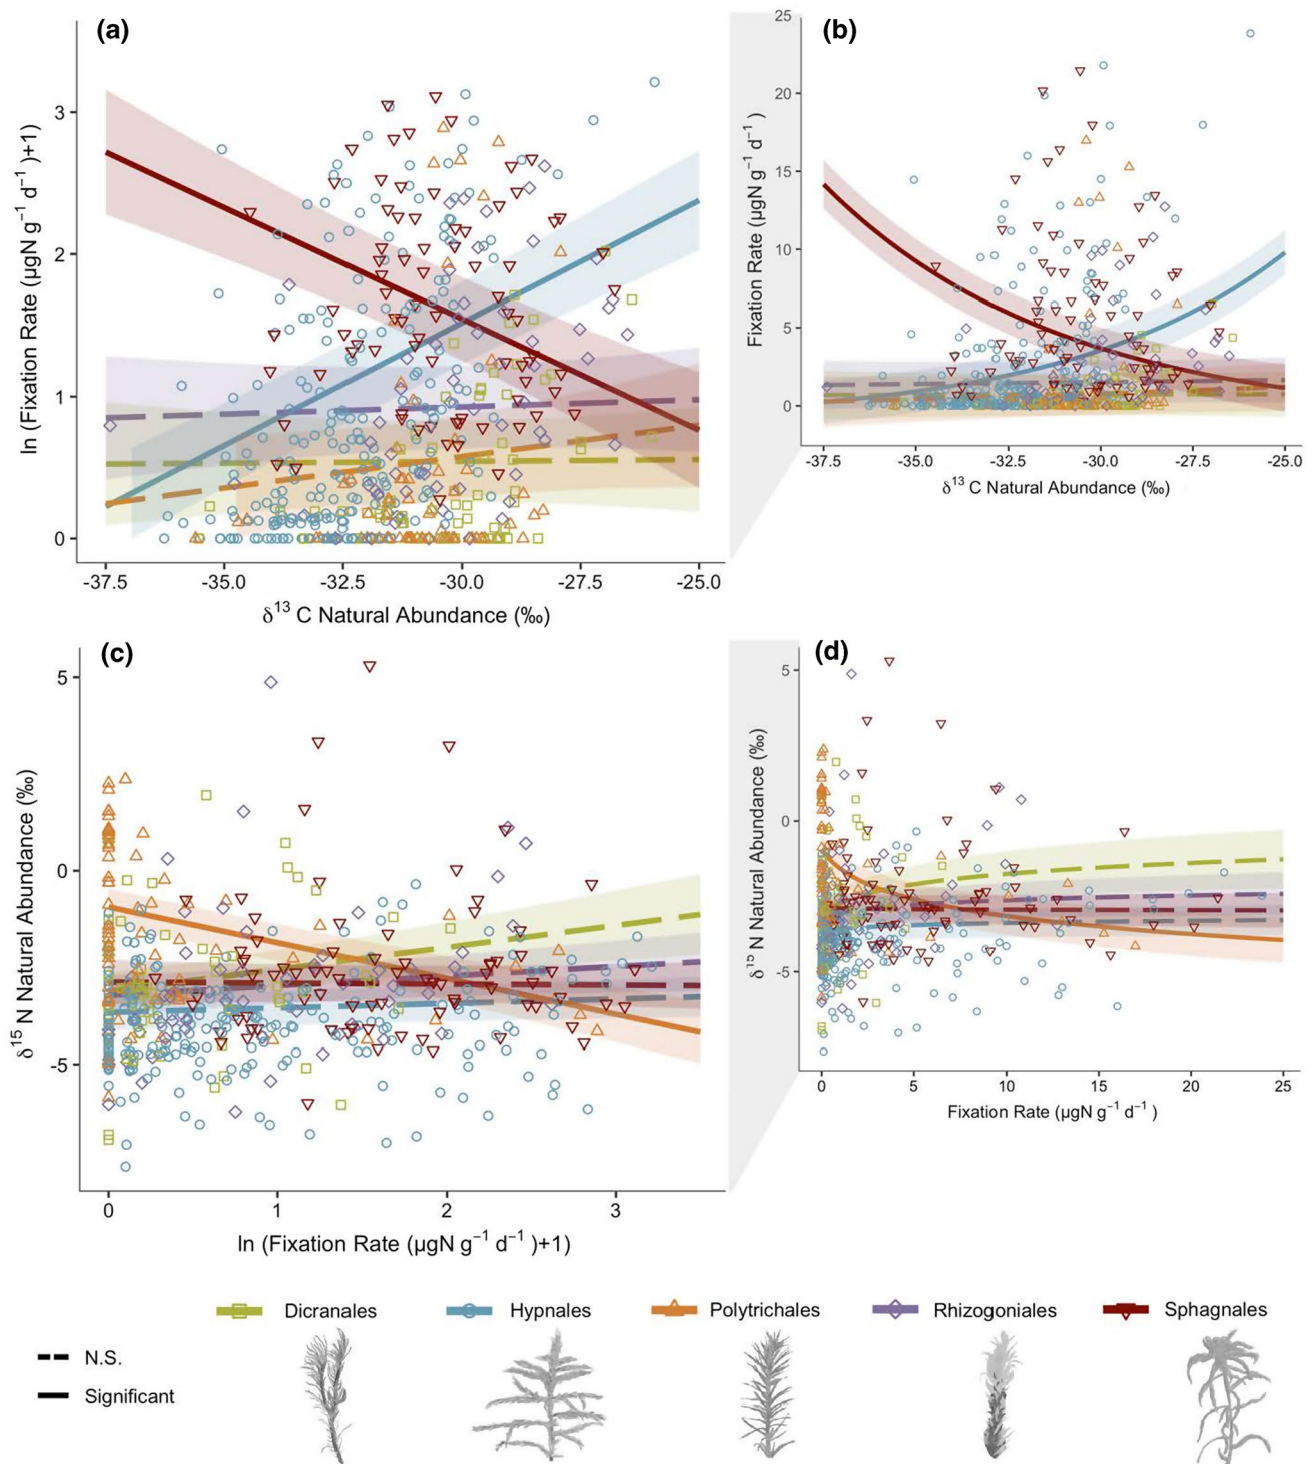 (a)
ln (Fixation Rate (µgN g⁻¹ d⁻¹ )+1)
3
2
1
0
-37.5 -35.0 -32.5 -30.0 -27.5 -25.0
δ¹³ C Natural Abundance (‰)
(b)
Fixation Rate (µgN g⁻¹ d⁻¹ )
25
20
15
10
5
0
-37.5 -35.0 -32.5 -30.0 -27.5 -25.0
δ¹³ C Natural Abundance (‰)
(c)
δ¹⁵ N Natural Abundance (‰)
5
0
-5
0 1 2 3
ln (Fixation Rate (µgN g⁻¹ d⁻¹ )+1)
(d)
δ¹⁵ N Natural Abundance (‰)
5
0
-5
0 5 10 15 20 25
Fixation Rate (µgN g⁻¹ d⁻¹ )
Dicranales Hypnales Polytrichales Rhizogoniales Sphagnales
N.S.
Significant